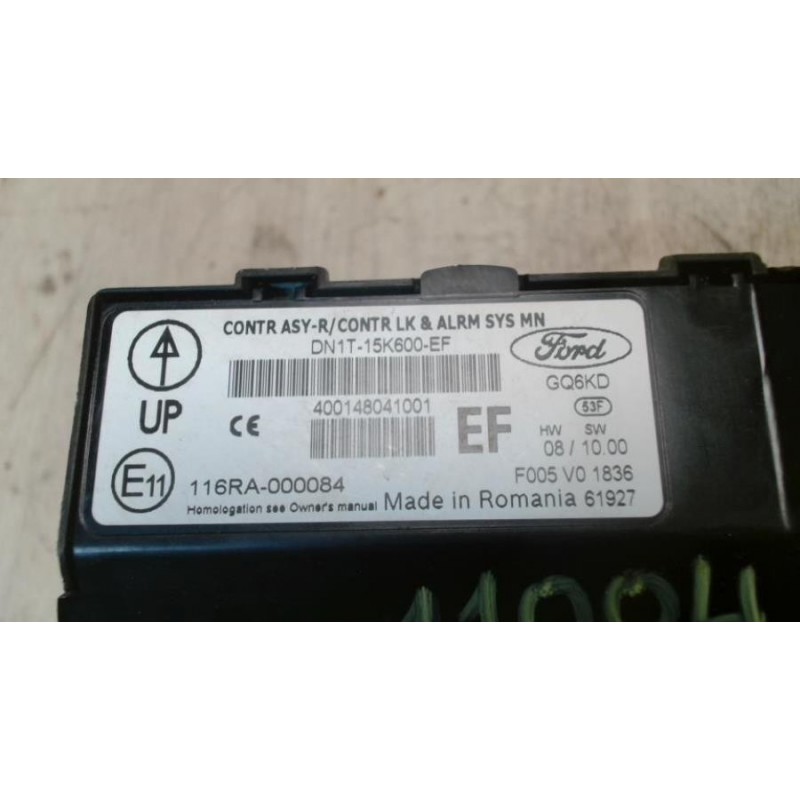 CONTR ASY-R/CONTR LK & ALRM SYS MN
DN1T-15K600-EF
Ford
GQ6KD
UP
CE
400148041001
EF
53F
HW SW
08 / 10.00
E11
116RA-000084
F005 V0 1836
Homologation see Owner's manual
Made in Romania 61927